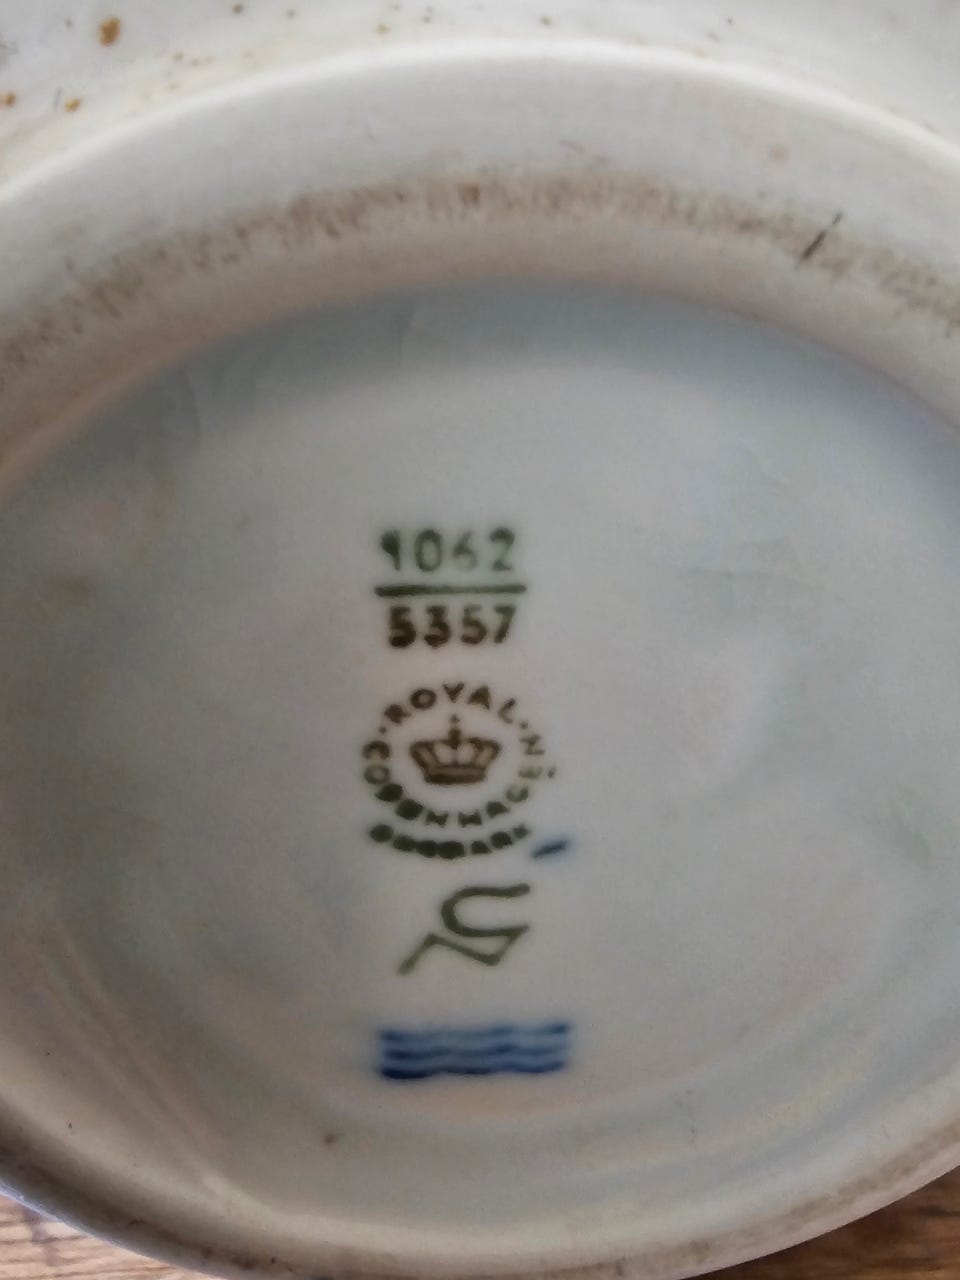 1062
5357
ROYAL COPENHAGEN
DENMARK